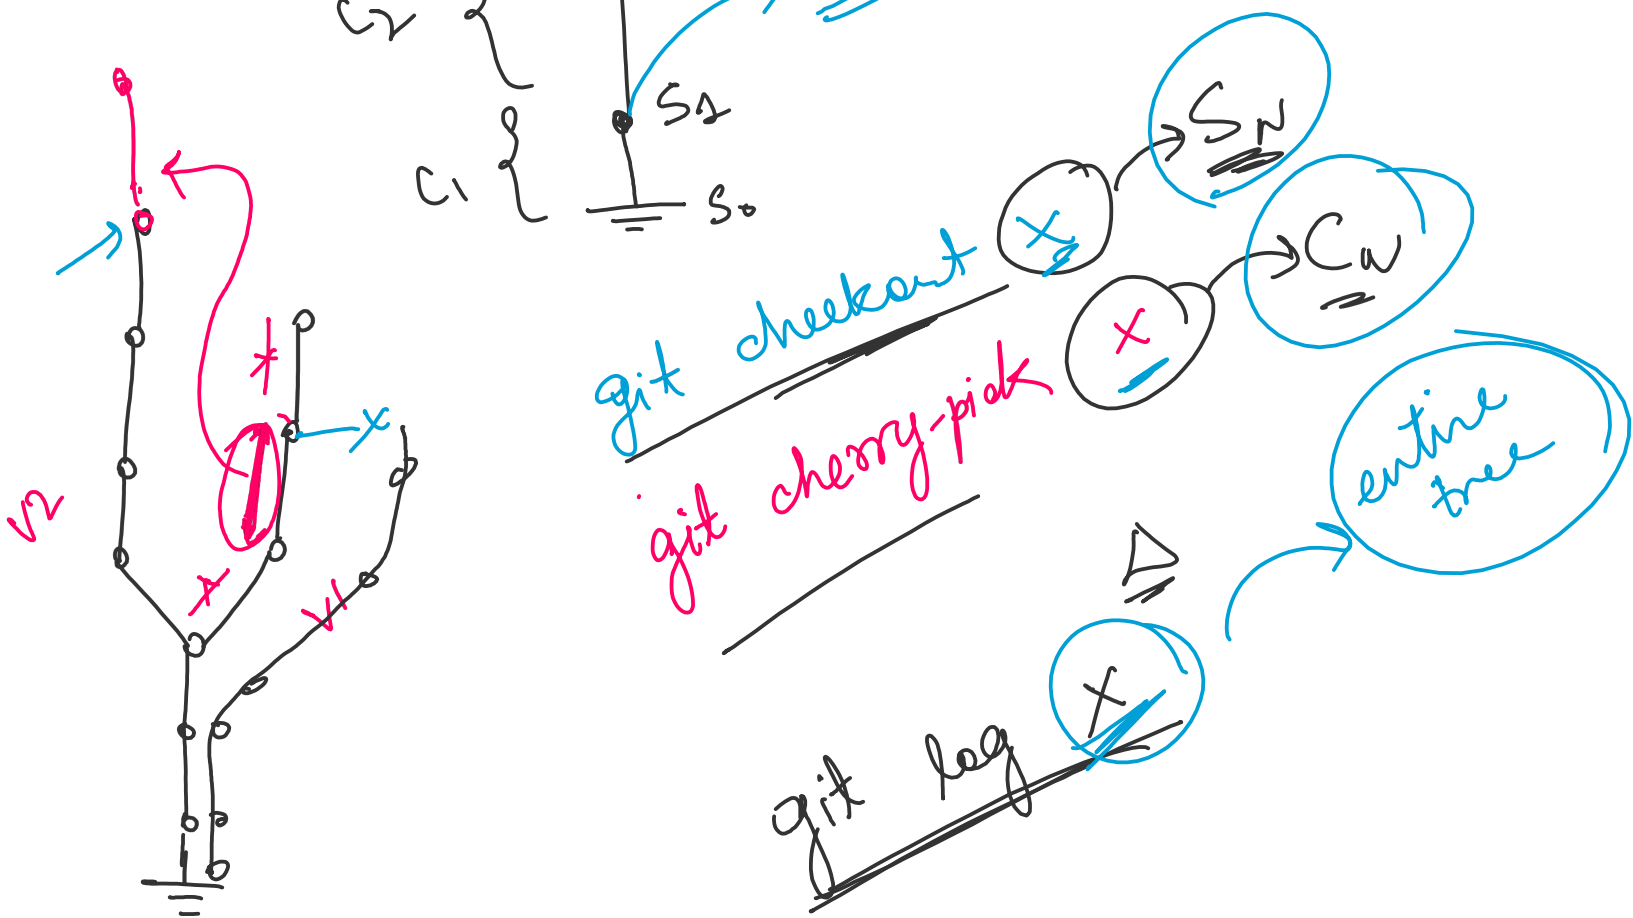 C2
S1
C1
S0
SN
git checkout X
CN
git cherry-pick X
X
V2
X
V1
entire
tree
Δ
git log X